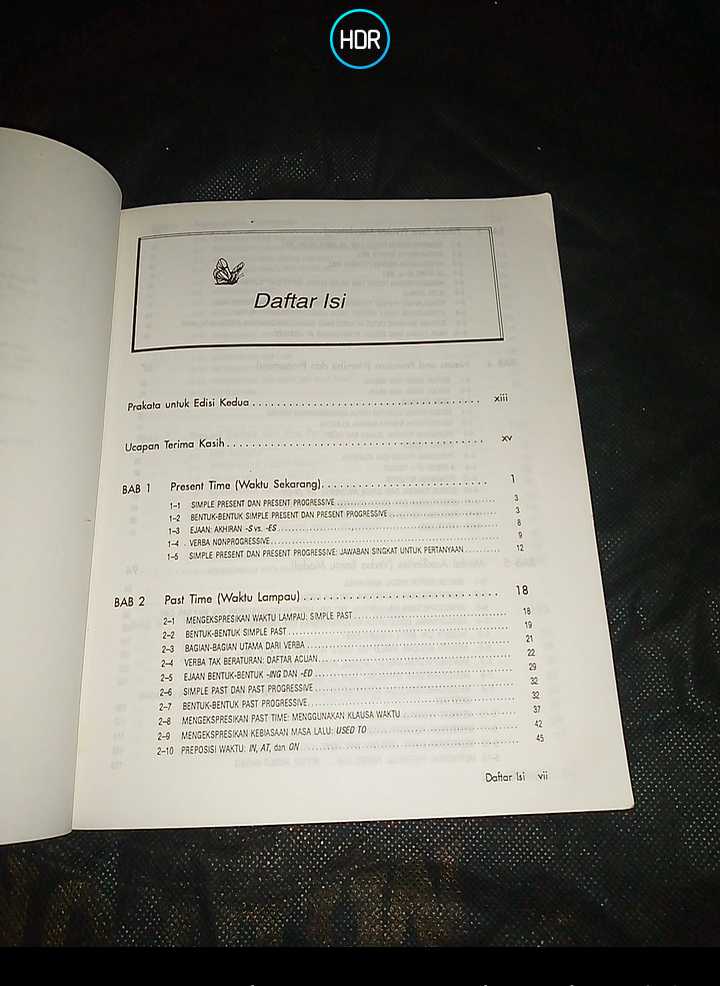 HDR
Daftar Isi
Prakata untuk Edisi Kedua . . . . . . . . . . . . . . . . . . . . xiii
Ucapan Terima Kasih . . . . . . . . . . . . . . . . . . . . xv
BAB 1 Present Time (Waktu Sekarang). . . . . . . . . . . . . . . . . . . . 1
1–1 SIMPLE PRESENT DAN PRESENT PROGRESSIVE . . . . . . . . . . 3
1–2 BENTUK-BENTUK SIMPLE PRESENT DAN PRESENT PROGRESSIVE . . . . . . . . . . 3
1–3 EJAAN: AKHIRAN -S vs. -ES . . . . . . . . . . 8
1–4 VERBA NONPROGRESSIVE . . . . . . . . . . 9
1–5 SIMPLE PRESENT DAN PRESENT PROGRESSIVE: JAWABAN SINGKAT UNTUK PERTANYAAN . . . . . . . . . . 12
BAB 2 Past Time (Waktu Lampau) . . . . . . . . . . . . . . . . . . . . 18
2–1 MENGEKSPRESIKAN WAKTU LAMPAU: SIMPLE PAST . . . . . . . . . . 18
2–2 BENTUK-BENTUK SIMPLE PAST . . . . . . . . . . 19
2–3 BAGIAN-BAGIAN UTAMA DARI VERBA . . . . . . . . . . 21
2–4 VERBA TAK BERATURAN: DAFTAR ACUAN . . . . . . . . . . 22
2–5 EJAAN BENTUK-BENTUK -ING DAN -ED . . . . . . . . . . 29
2–6 SIMPLE PAST DAN PAST PROGRESSIVE . . . . . . . . . . 32
2–7 BENTUK-BENTUK PAST PROGRESSIVE . . . . . . . . . . 32
2–8 MENGEKSPRESIKAN PAST TIME: MENGGUNAKAN KLAUSA WAKTU . . . . . . . . . . 37
2–9 MENGEKSPRESIKAN KEBIASAAN MASA LALU: USED TO . . . . . . . . . . 42
2–10 PREPOSISI WAKTU: IN, AT, dan ON . . . . . . . . . . 45
Daftar Isi vii